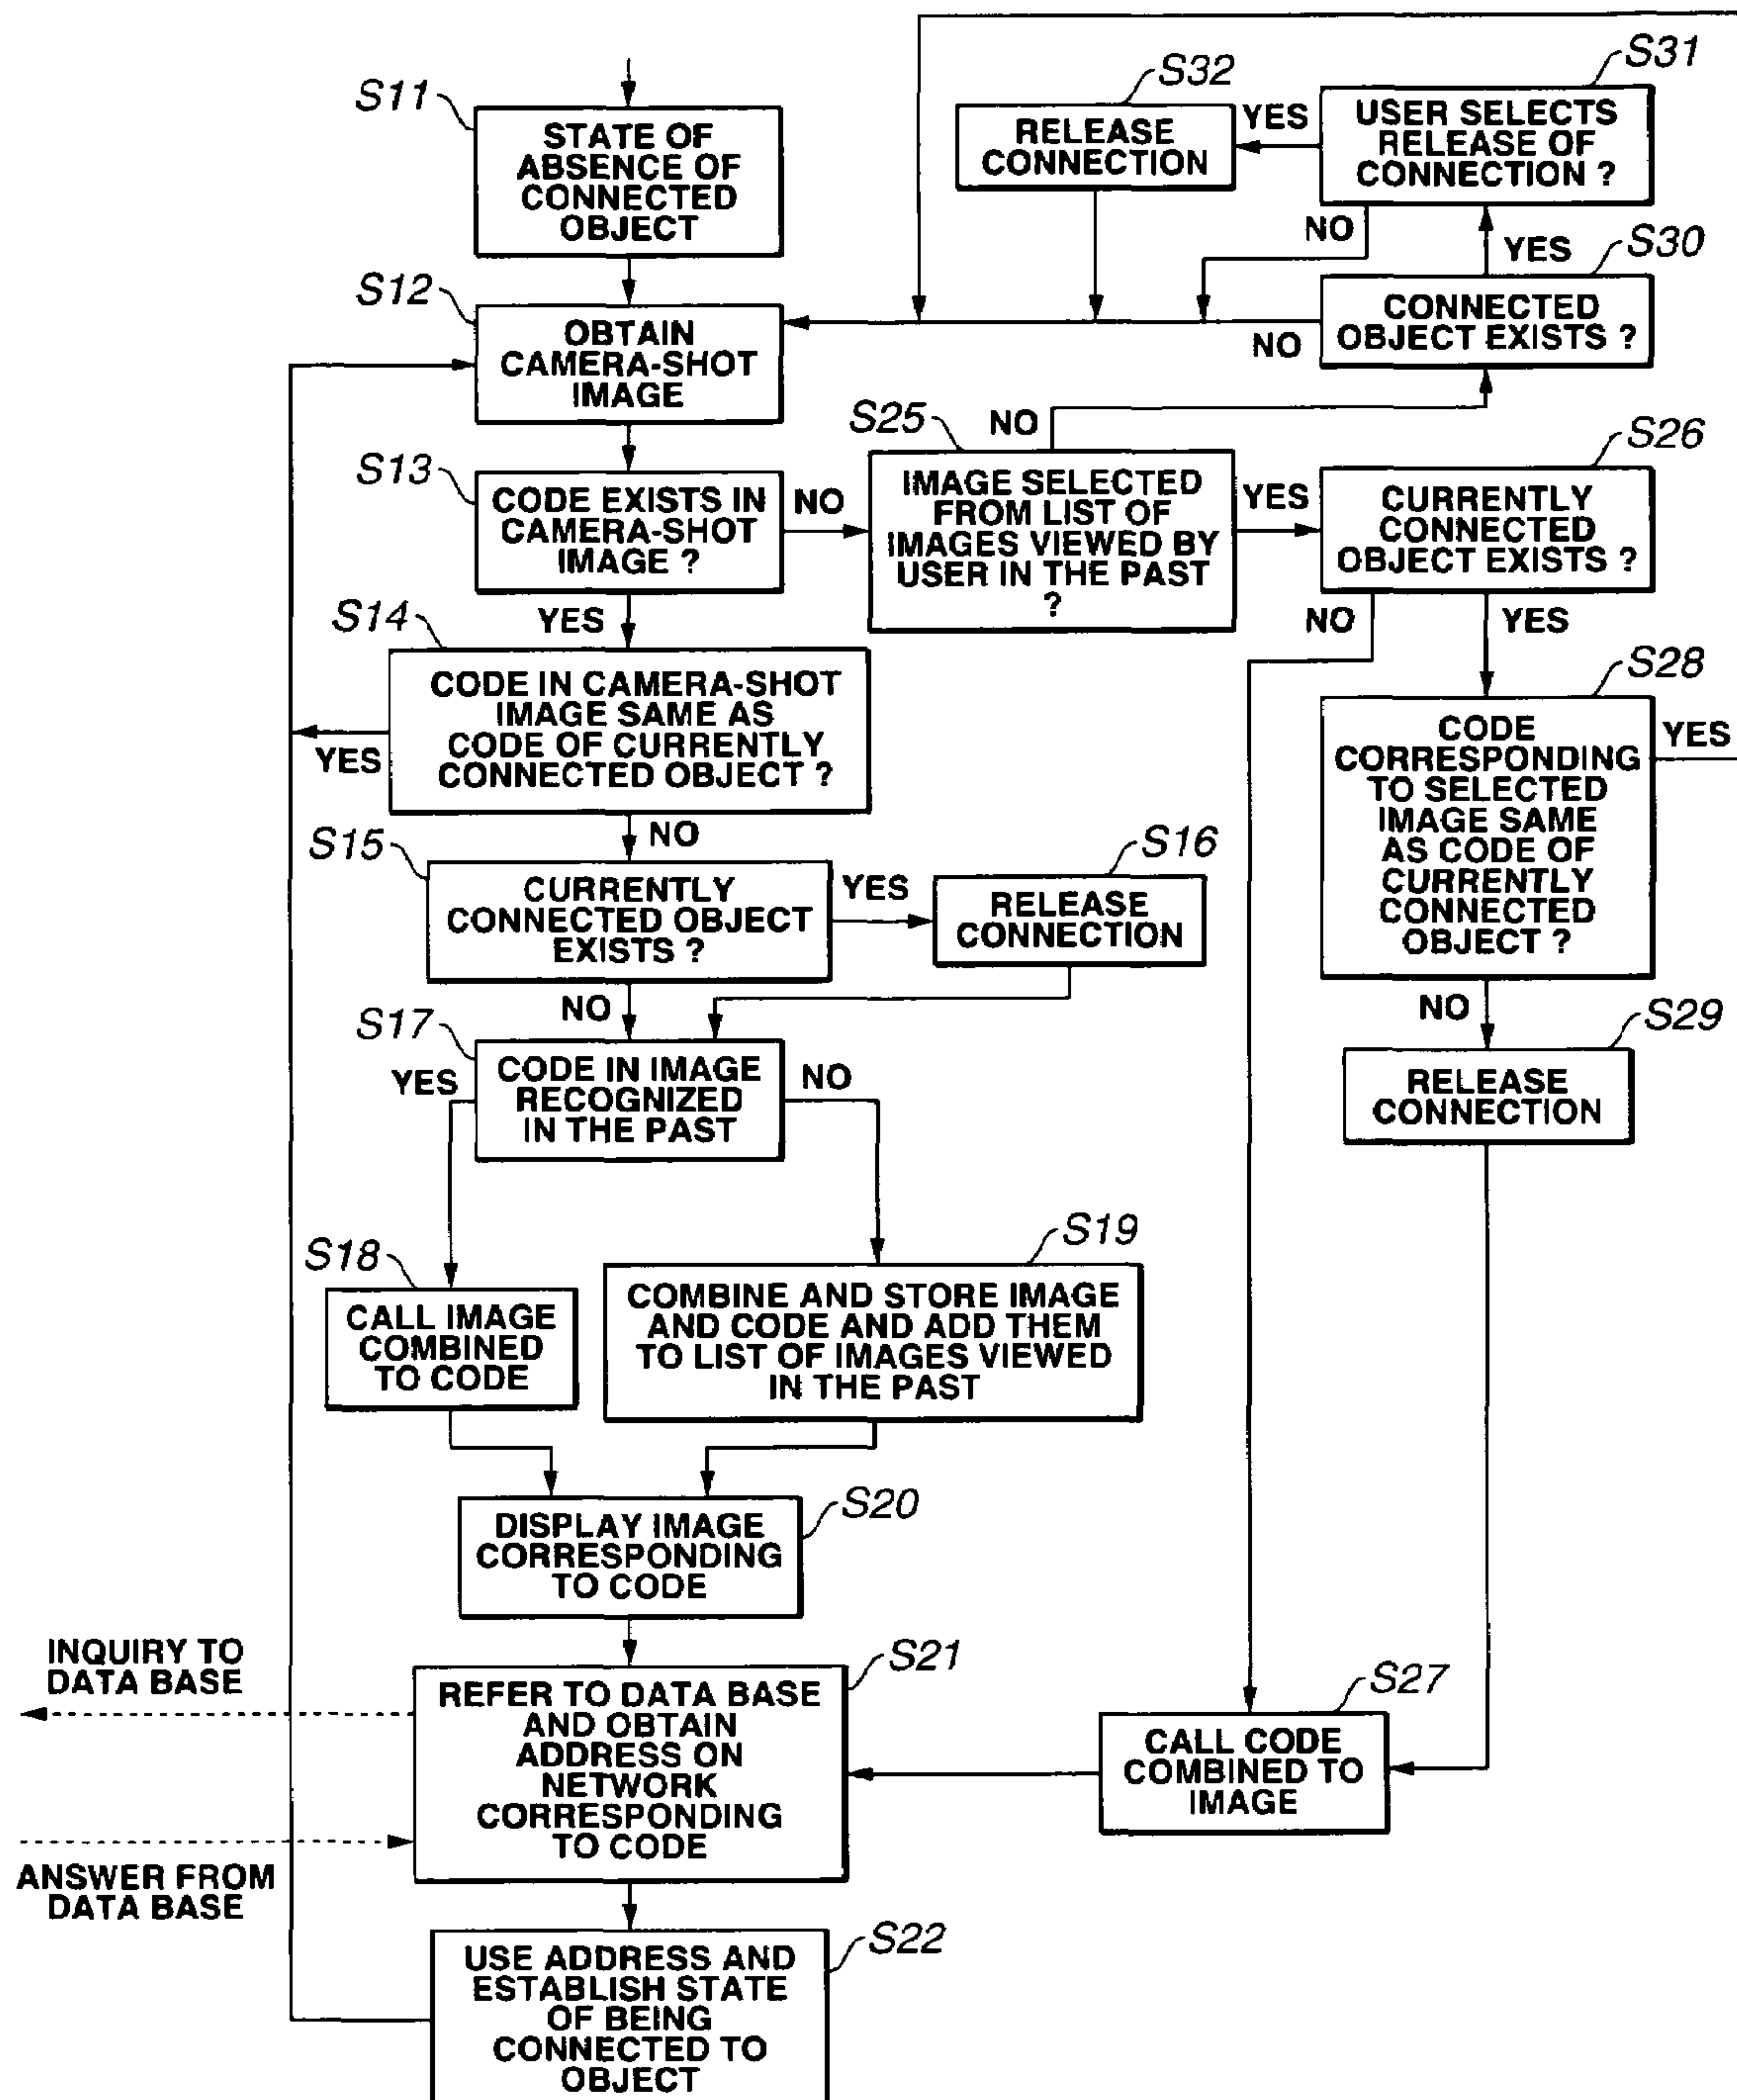 S11
STATE OF
ABSENCE OF
CONNECTED
OBJECT
S32
RELEASE
CONNECTION
YES
S31
USER SELECTS
RELEASE OF
CONNECTION ?
NO
YES
S30
CONNECTED
OBJECT EXISTS ?
NO
S12
OBTAIN
CAMERA-SHOT
IMAGE
S13
CODE EXISTS IN
CAMERA-SHOT
IMAGE ?
NO
YES
S25
NO
IMAGE SELECTED
FROM LIST OF
IMAGES VIEWED BY
USER IN THE PAST
?
YES
S26
CURRENTLY
CONNECTED
OBJECT EXISTS ?
NO
YES
S14
CODE IN CAMERA-SHOT
IMAGE SAME AS
CODE OF CURRENTLY
CONNECTED OBJECT ?
YES
NO
S28
CODE
CORRESPONDING
TO SELECTED
IMAGE SAME
AS CODE OF
CURRENTLY
CONNECTED
OBJECT ?
YES
NO
S15
CURRENTLY
CONNECTED OBJECT
EXISTS ?
YES
NO
S16
RELEASE
CONNECTION
S29
RELEASE
CONNECTION
S17
CODE IN IMAGE
RECOGNIZED
IN THE PAST
YES
NO
S18
CALL IMAGE
COMBINED
TO CODE
S19
COMBINE AND STORE IMAGE
AND CODE AND ADD THEM
TO LIST OF IMAGES VIEWED
IN THE PAST
S20
DISPLAY IMAGE
CORRESPONDING
TO CODE
INQUIRY TO
DATA BASE
S21
REFER TO DATA BASE
AND OBTAIN
ADDRESS ON
NETWORK
CORRESPONDING
TO CODE
S27
CALL CODE
COMBINED TO
IMAGE
ANSWER FROM
DATA BASE
S22
USE ADDRESS AND
ESTABLISH STATE
OF BEING
CONNECTED TO
OBJECT